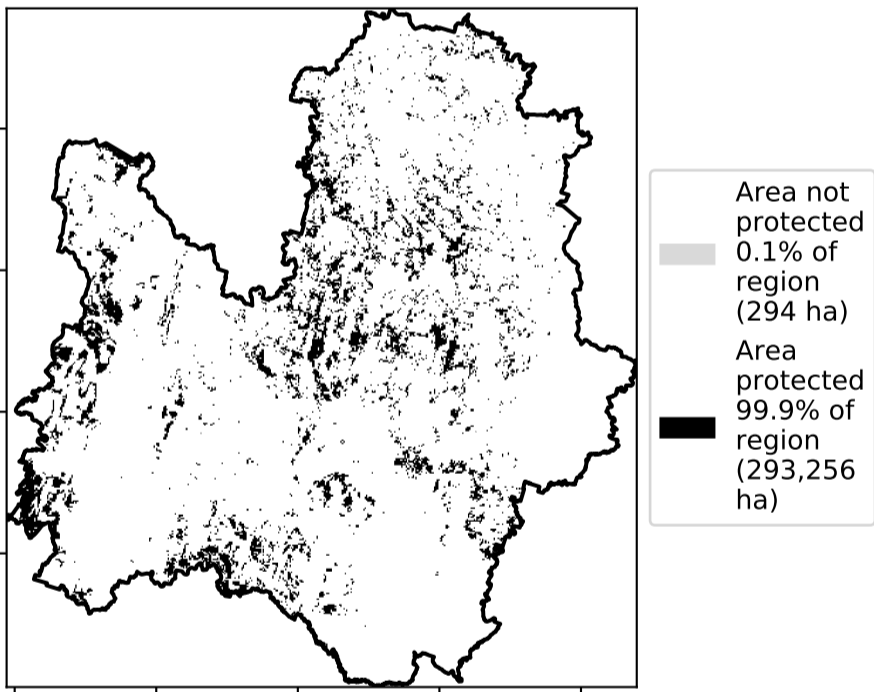 Area not
protected
0.1% of
region
(294 ha)
Area
protected
99.9% of
region
(293,256
ha)